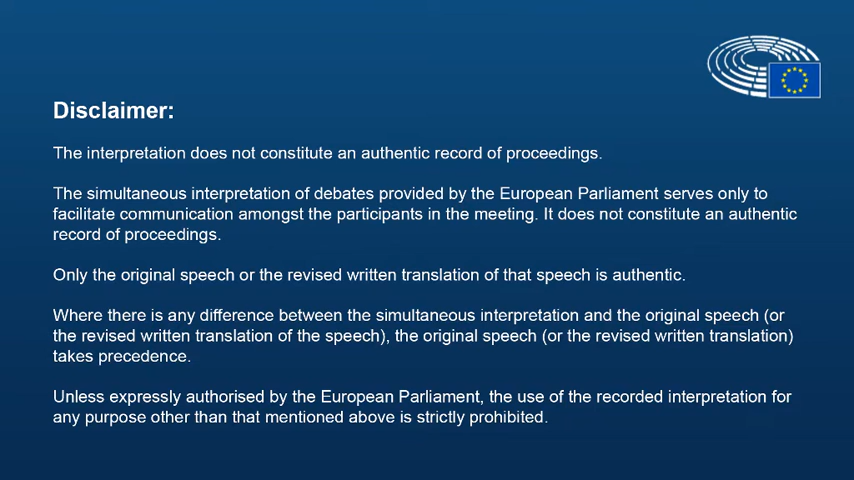 Disclaimer:
The interpretation does not constitute an authentic record of proceedings.
The simultaneous interpretation of debates provided by the European Parliament serves only to
facilitate communication amongst the participants in the meeting. It does not constitute an authentic
record of proceedings.
Only the original speech or the revised written translation of that speech is authentic.
Where there is any difference between the simultaneous interpretation and the original speech (or
the revised written translation of the speech), the original speech (or the revised written translation)
takes precedence.
Unless expressly authorised by the European Parliament, the use of the recorded interpretation for
any purpose other than that mentioned above is strictly prohibited.